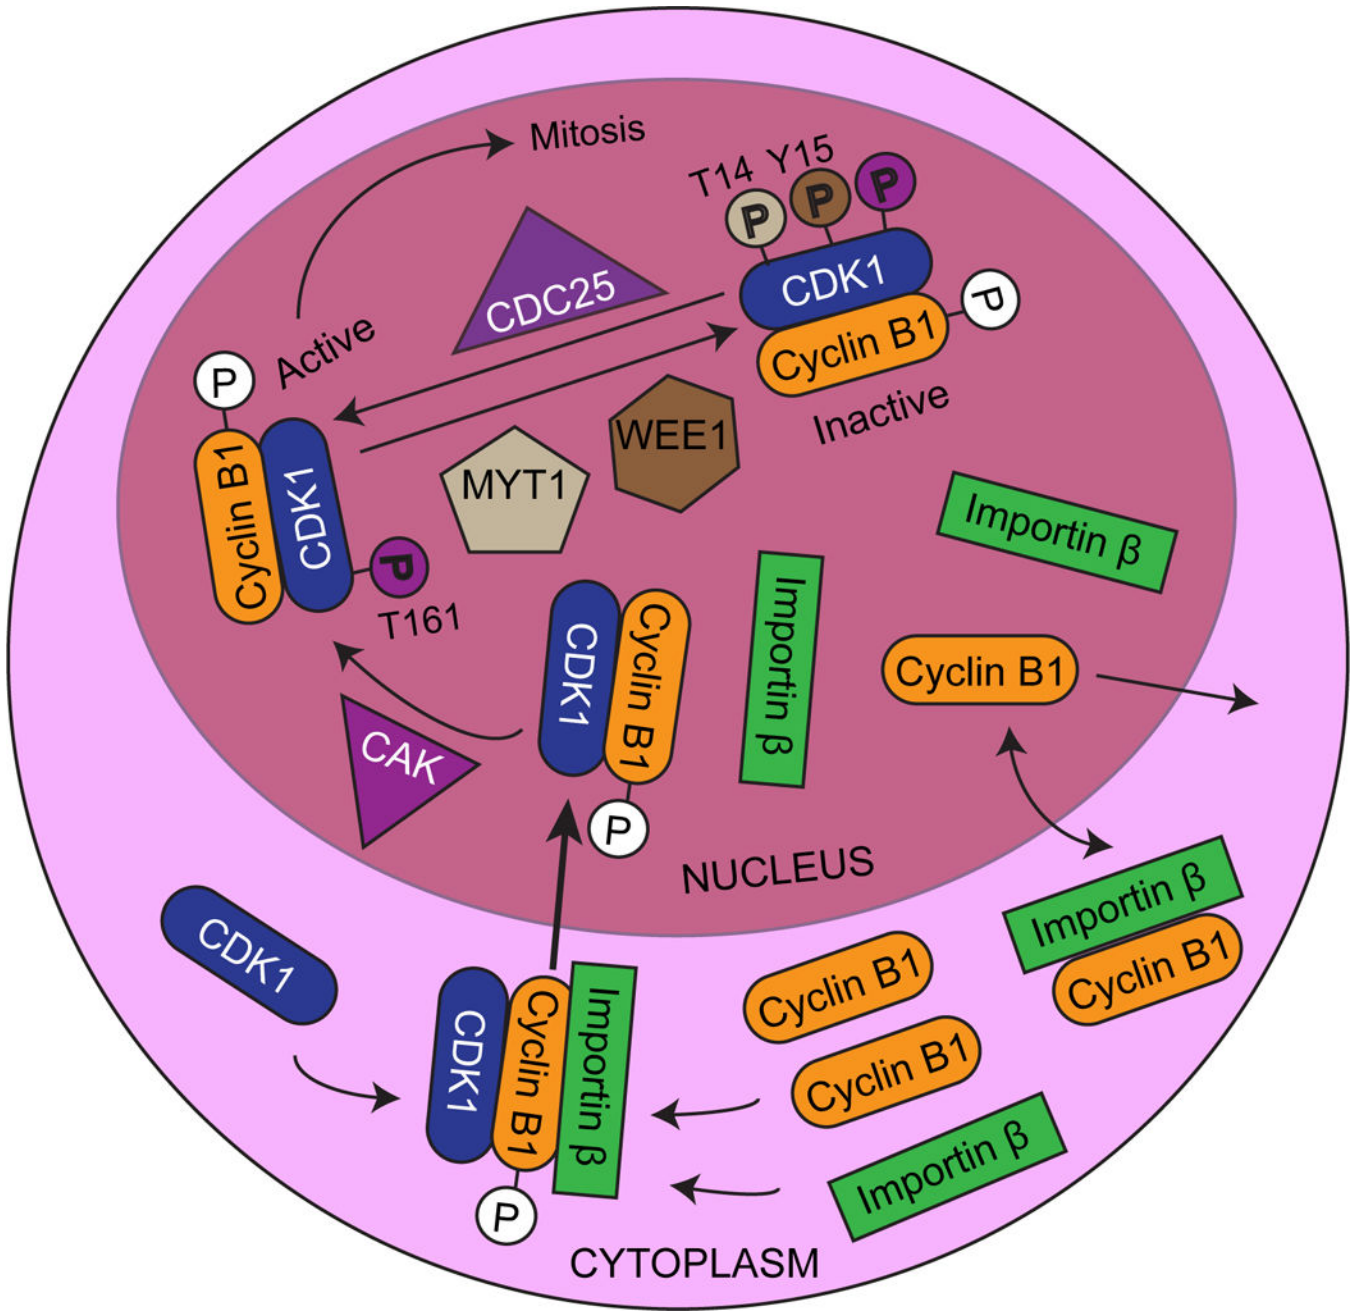 Mitosis
T14 Y15
P
P
P
CDK1
Cyclin B1
P
Inactive
CDC25
Active
P
Cyclin B1
CDK1
P
T161
MYT1
WEE1
Importin β
Importin β
Cyclin B1
CDK1
Cyclin B1
P
CAK
NUCLEUS
Importin β
Cyclin B1
CDK1
CDK1
Cyclin B1
Importin β
P
Cyclin B1
Cyclin B1
Importin β
CYTOPLASM